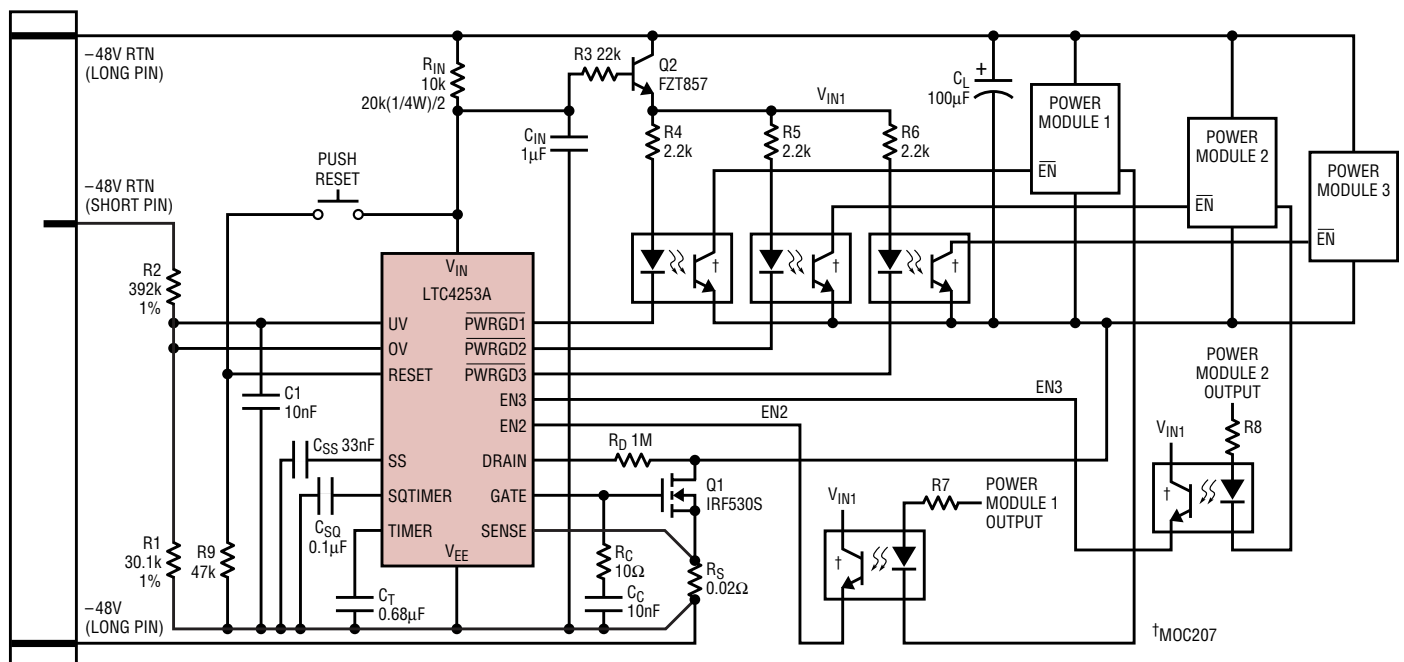 –48V RTN
(LONG PIN)
RIN
10k
20k(1/4W)/2
R3 22k
Q2
FZT857
CIN
1µF
VIN1
R4
2.2k
R5
2.2k
R6
2.2k
+
CL
100µF
POWER
MODULE 1
EN
POWER
MODULE 2
EN
POWER
MODULE 3
EN
PUSH
RESET
–48V RTN
(SHORT PIN)
R2
392k
1%
†
†
†
VIN
LTC4253A
UV
OV
RESET
SS
SQTIMER
TIMER
VEE
PWRGD1
PWRGD2
PWRGD3
EN3
EN2
DRAIN
GATE
SENSE
C1
10nF
CSS 33nF
CSQ
0.1µF
R1
30.1k
1%
R9
47k
CT
0.68µF
RD 1M
Q1
IRF530S
RC
10Ω
CC
10nF
RS
0.02Ω
EN2
EN3
VIN1
R7
POWER
MODULE 1
OUTPUT
†
POWER
MODULE 2
OUTPUT
R8
VIN1
†
–48V
(LONG PIN)
†MOC207